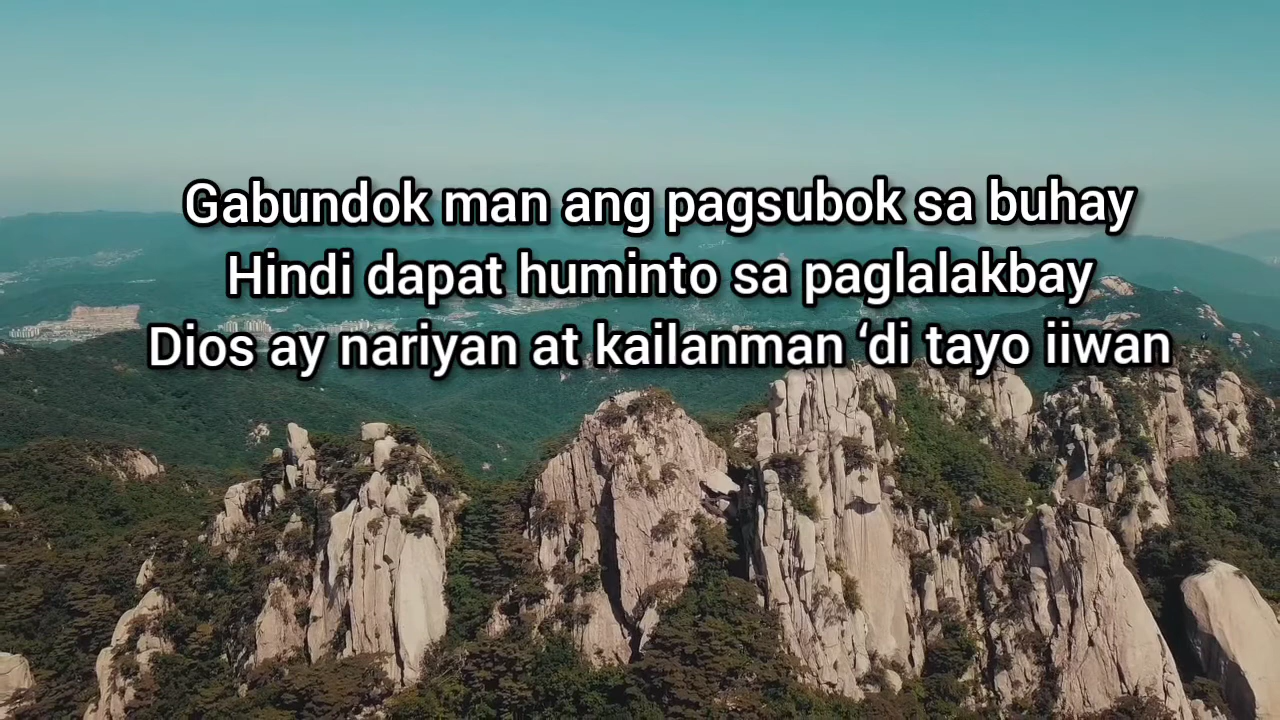 Gabundok man ang pagsubok sa buhay
Hindi dapat huminto sa paglalakbay
Dios ay nariyan at kailanman ‘di tayo iiwan